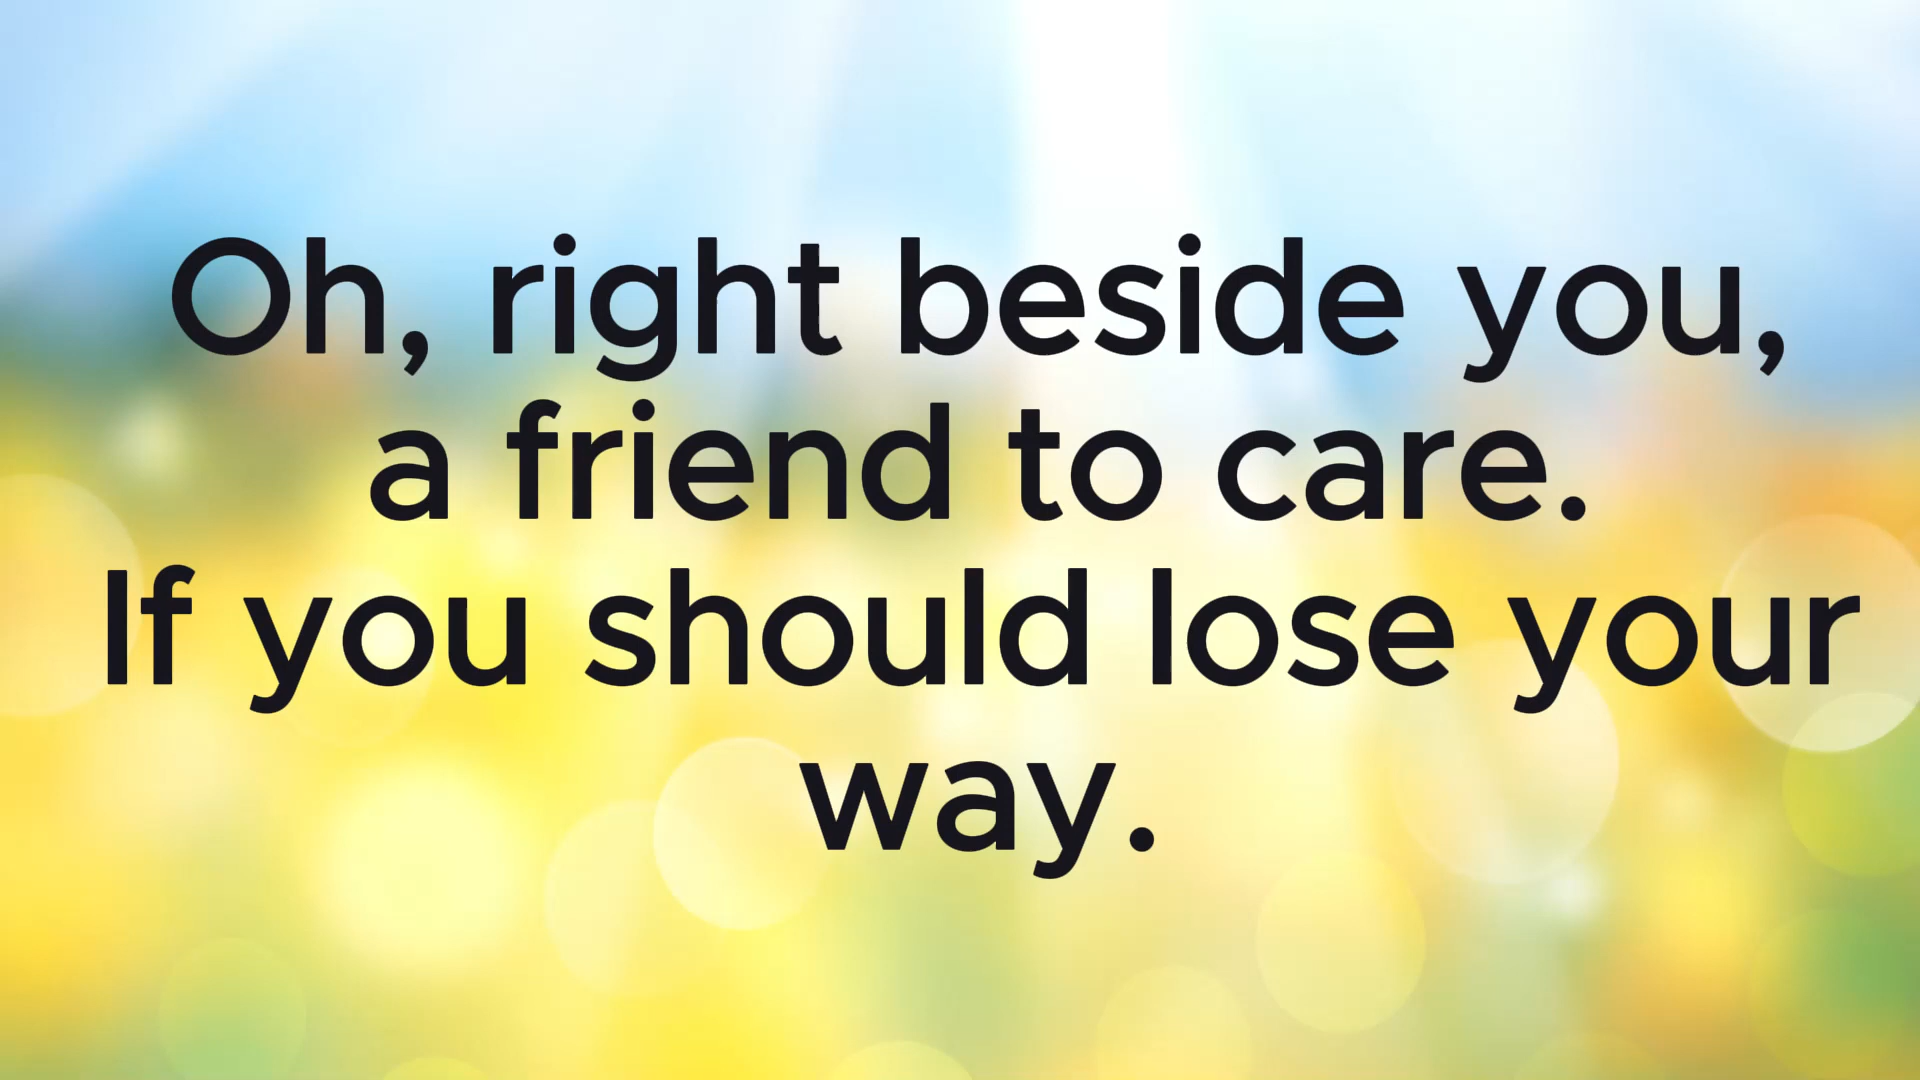 Oh, right beside you,
a friend to care.
If you should lose your
way.